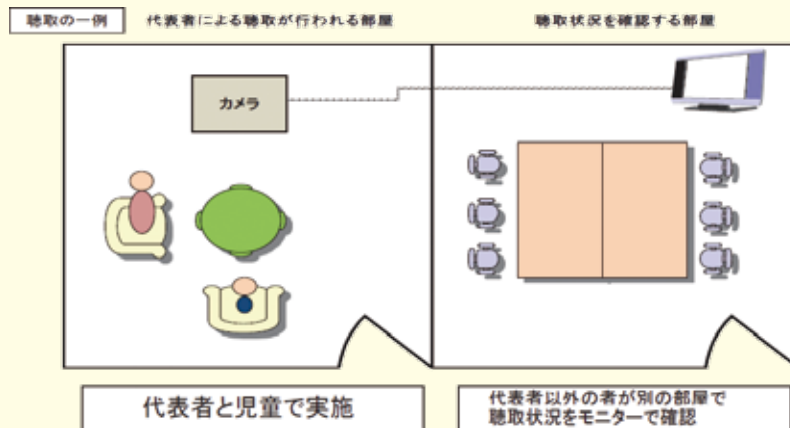 聴取の一例
代表者による聴取が行われる部屋
聴取状況を確認する部屋
カメラ
代表者と児童で実施
代表者以外の者が別の部屋で
聴取状況をモニターで確認